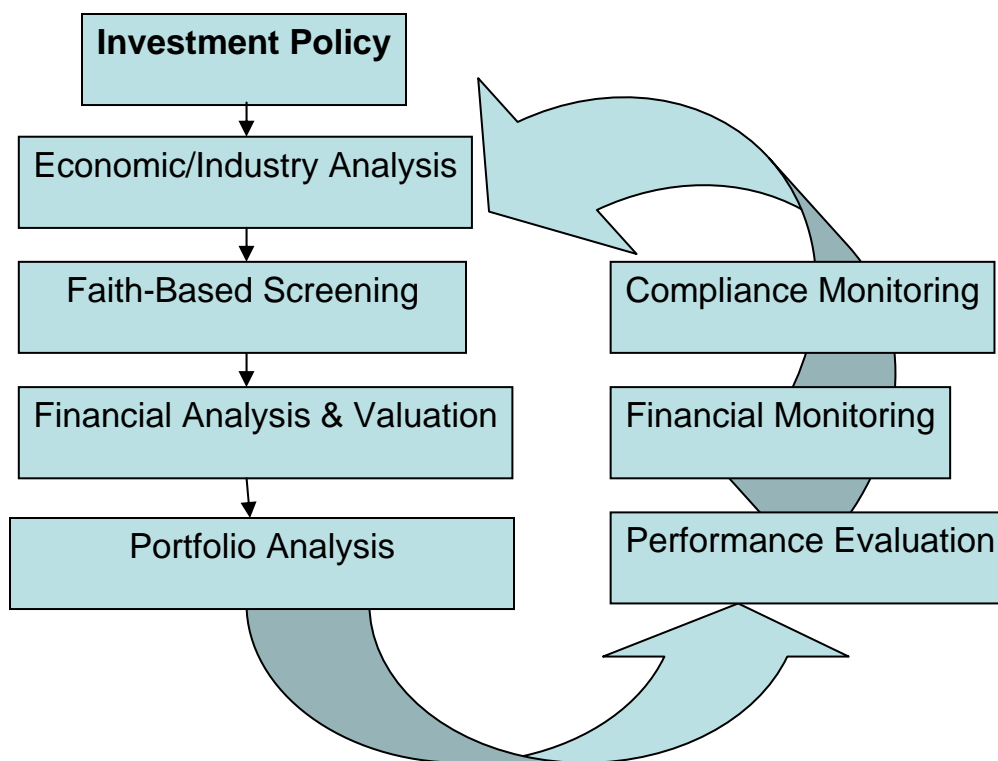 Investment Policy
Economic/Industry Analysis
Faith-Based Screening
Financial Analysis & Valuation
Portfolio Analysis
Compliance Monitoring
Financial Monitoring
Performance Evaluation